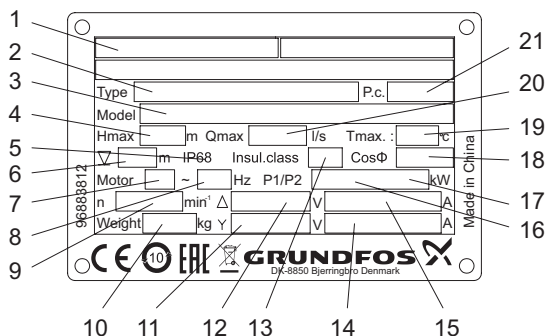 1
2
3
4
5
6
7
8
9
10 11 12 13 14 15
16
17
18
19
20
21
Type P.c.
Model
Hmax m Qmax l/s Tmax. : °C
▽ m IP68 Insul.class CosΦ
Motor ~ Hz P1/P2 kW
n min⁻¹ △ V A
Weight kg Y V A
96883812
Made in China
CE 10 EAC GRUNDFOS
DK-8850 Bjerringbro Denmark